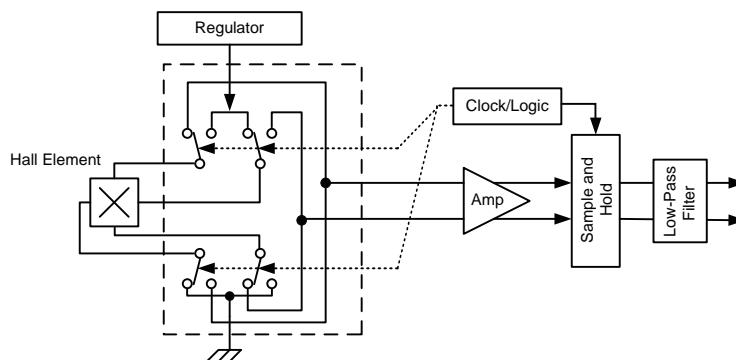 Regulator
Clock/Logic
Hall Element
Amp
Sample and
Hold
Low-Pass
Filter